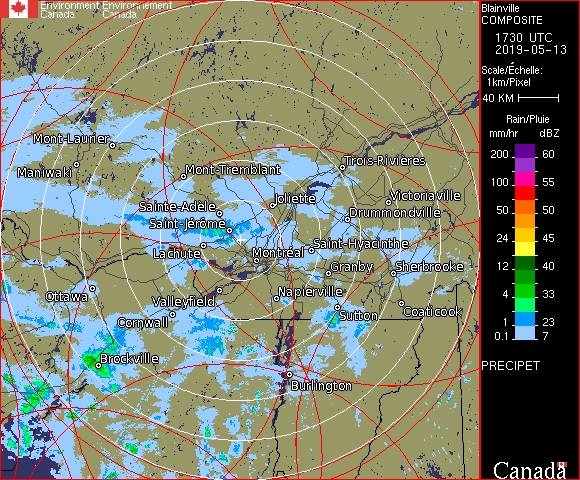 Environment Environnement
Canada Canada
Blainville
COMPOSITE
1730 UTC
2019-05-13
Scale/Échelle:
1km/Pixel
40 KM
Rain/Pluie
mm/hr dBZ
200 60
100 55
50 50
24 45
12 40
4 33
1 23
0.1 7
PRECIPET
Canada
Mont-Laurier
Maniwaki
Mont-Tremblant
Trois-Rivières
Sainte-Adèle
Joliette
Victoriaville
Drummondville
Saint-Jérôme
Lachute
Montréal
Saint-Hyacinthe
Granby
Sherbrooke
Ottawa
Valleyfield
Napierville
Cornwall
Sutton
Coaticook
Brockville
Burlington